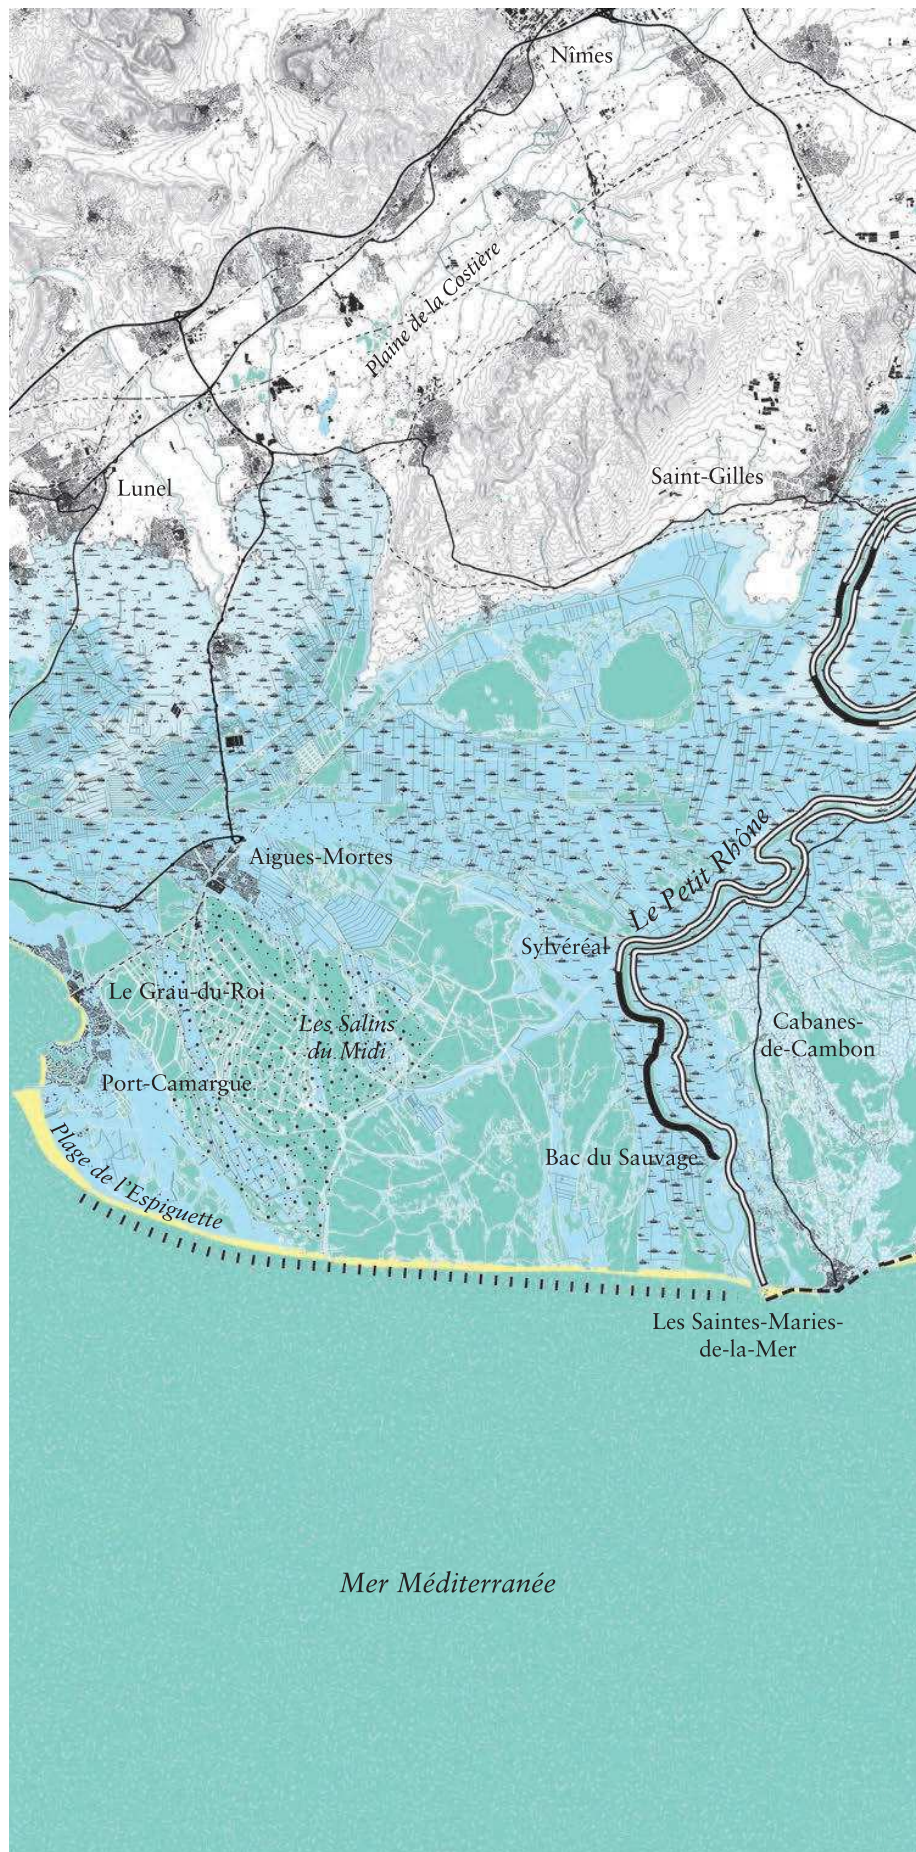 Nîmes
Plaine de la Costière
Saint-Gilles
Lunel
Le Petit Rhône
Aigues-Mortes
Sylvéréal
Le Grau-du-Roi
Les Salins
du Midi
Cabanes-
de-Cambon
Port-Camargue
Plage de l'Espiguette
Bac du Sauvage
Les Saintes-Maries-
de-la-Mer
Mer Méditerranée